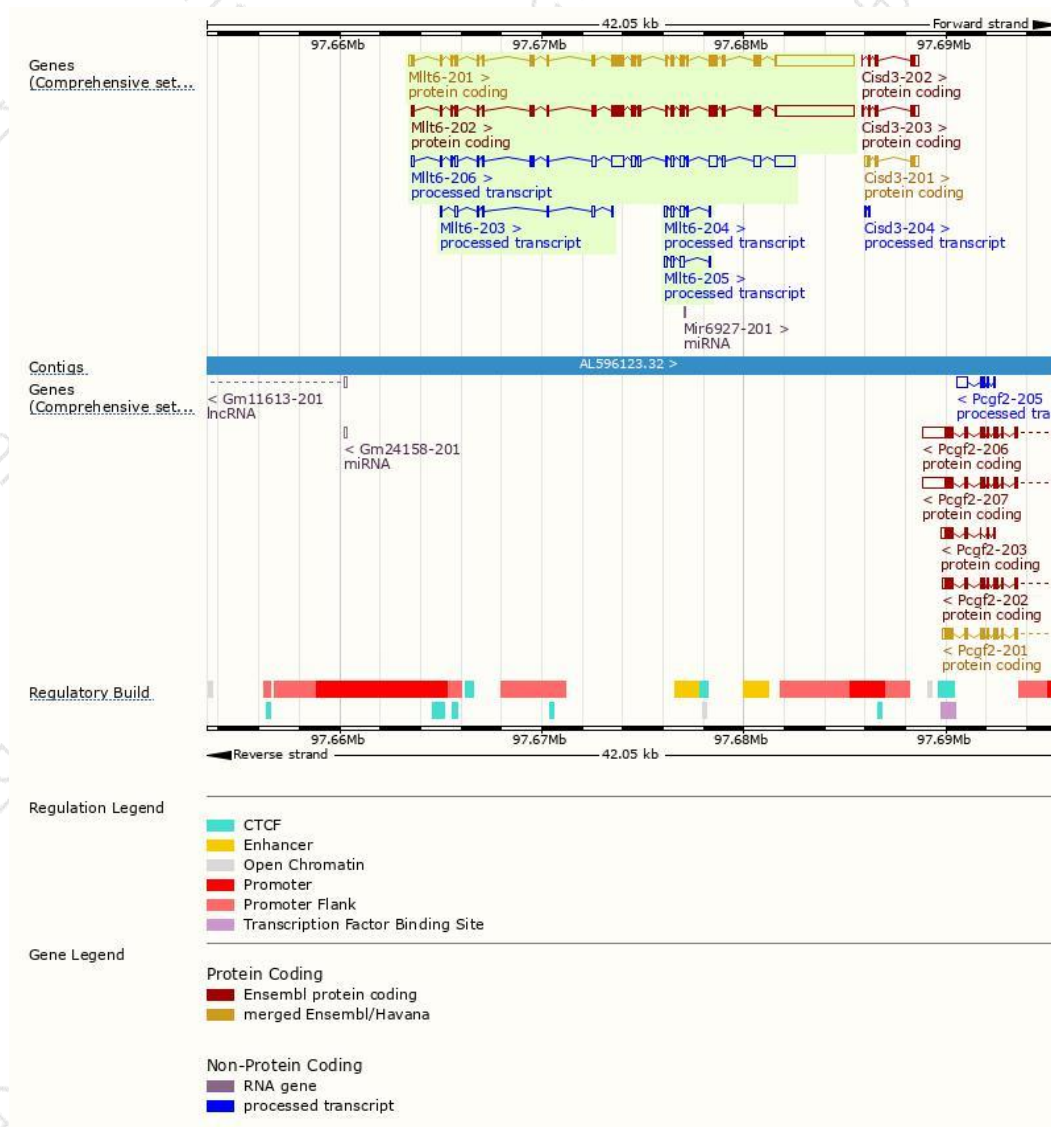 42.05 kb Forward strand
97.66Mb 97.67Mb 97.68Mb 97.69Mb
Genes
(Comprehensive set...
Mllt6-201 > Cisd3-202 >
protein coding protein coding
Mllt6-202 > Cisd3-203 >
protein coding protein coding
Mllt6-206 > Cisd3-201 >
processed transcript protein coding
Mllt6-203 > Mllt6-204 > Cisd3-204 >
processed transcript processed transcript processed transcript
Mllt6-205 >
processed transcript
Mir6927-201 >
miRNA
Contigs AL596123.32 >
Genes
(Comprehensive set...
< Gm11613-201 < Pcgf2-205
lncRNA processed tra
< Gm24158-201 < Pcgf2-206
miRNA protein coding
< Pcgf2-207
protein coding
< Pcgf2-203
protein coding
< Pcgf2-202
protein coding
< Pcgf2-201
protein coding
Regulatory Build
97.66Mb 97.67Mb 97.68Mb 97.69Mb
Reverse strand 42.05 kb
Regulation Legend
CTCF
Enhancer
Open Chromatin
Promoter
Promoter Flank
Transcription Factor Binding Site
Gene Legend
Protein Coding
Ensembl protein coding
merged Ensembl/Havana
Non-Protein Coding
RNA gene
processed transcript